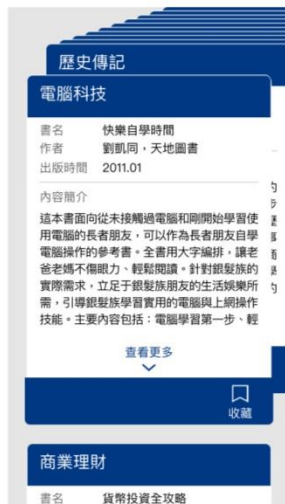 歷史傳記
電腦科技
書名 快樂自學時間
作者 劉凱同，天地圖書
出版時間 2011.01
內容簡介
這本書面向從未接觸過電腦和剛開始學習使
用電腦的長者朋友，可以作為長者朋友自學
電腦操作的參考書。全書用大字編排，讓老
爸老媽不傷眼力、輕鬆閱讀。針對銀髮族的
實際需求，立足于銀髮族朋友的生活娛樂所
需，引導銀髮族學習實用的電腦與上網操作
技能。主要內容包括：電腦學習第一步、輕
查看更多
收藏
商業理財
書名 貨幣投資全攻略